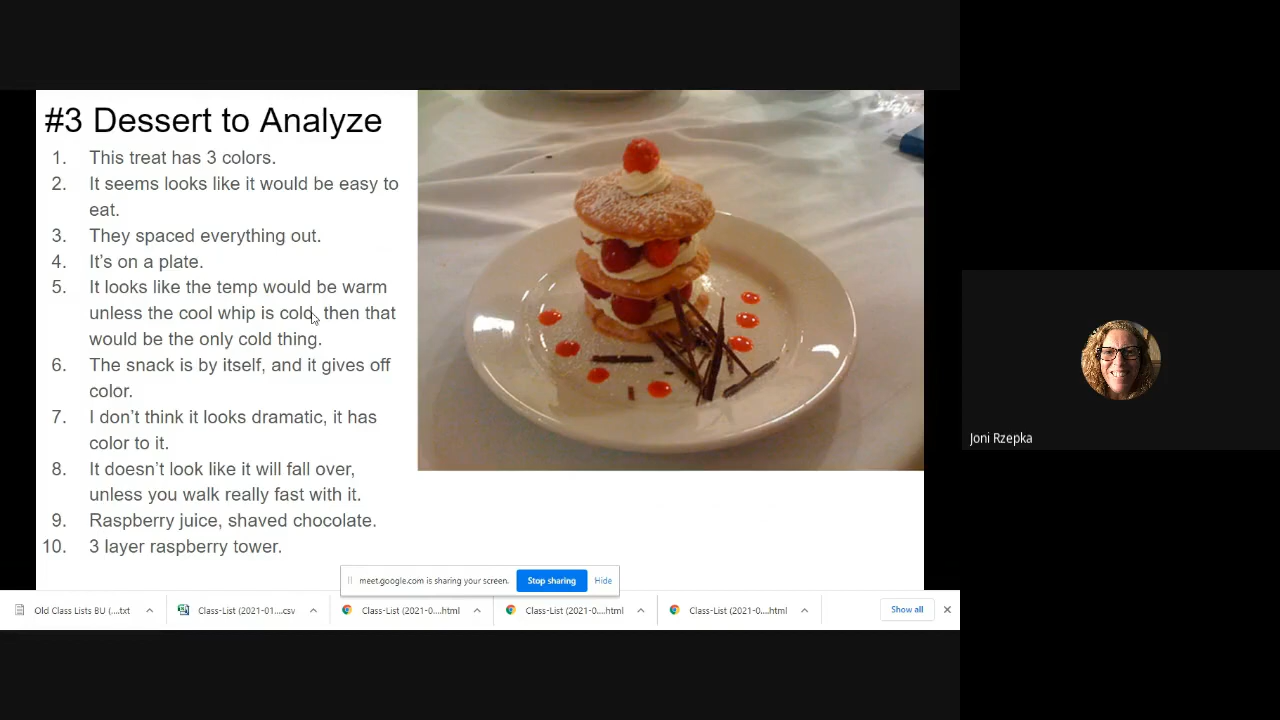 #3 Dessert to Analyze
1. This treat has 3 colors.
2. It seems looks like it would be easy to
eat.
3. They spaced everything out.
4. It's on a plate.
5. It looks like the temp would be warm
unless the cool whip is cold, then that
would be the only cold thing.
6. The snack is by itself, and it gives off
color.
7. I don't think it looks dramatic, it has
color to it.
8. It doesn't look like it will fall over,
unless you walk really fast with it.
9. Raspberry juice, shaved chocolate.
10. 3 layer raspberry tower.
Joni Rzepka
meet.google.com is sharing your screen. Stop sharing Hide
Old Class Lists BU (....txt Class-List (2021-01....csv Class-List (2021-0....html Class-List (2021-0....html Class-List (2021-0....html Show all